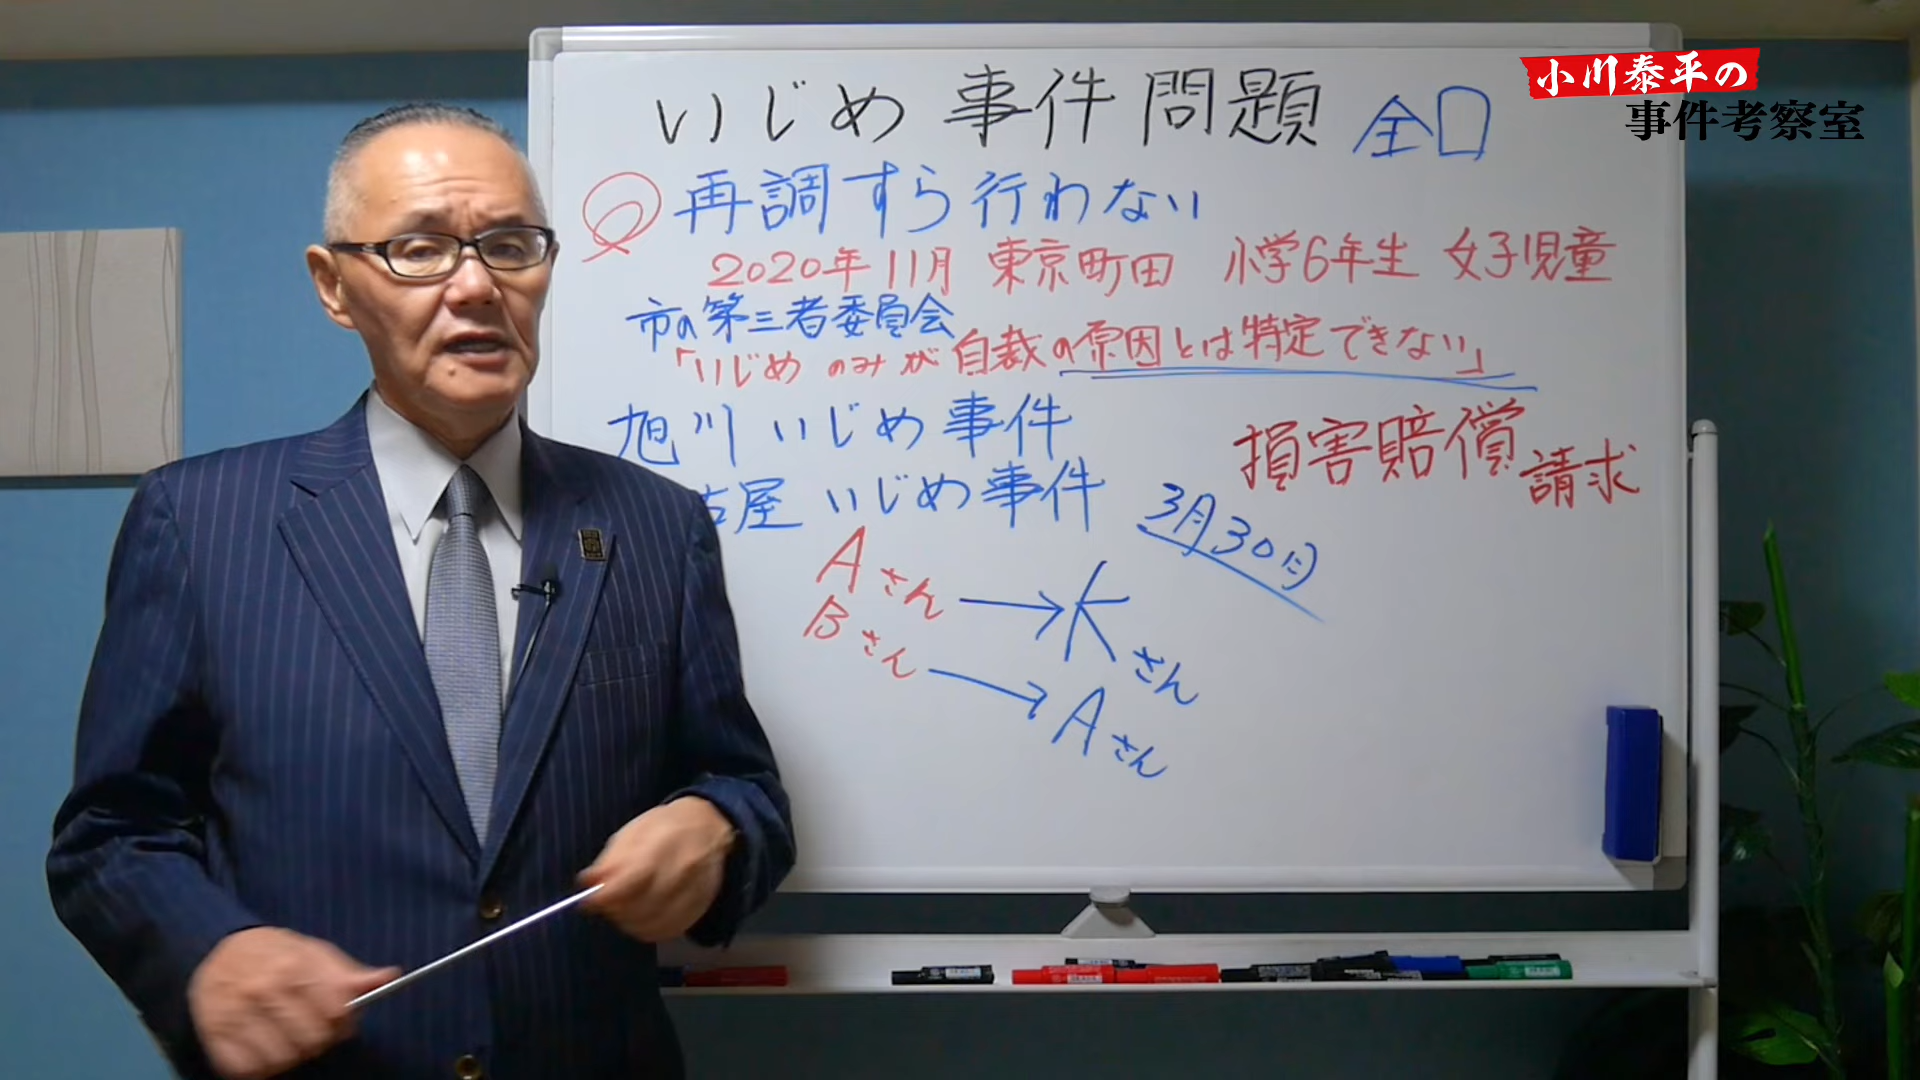 小川泰平の
事件考察室
いじめ事件問題 全口
Q 再調すら行わない
2020年11月 東京町田 小学6年生 女子児童
市の第三者委員会
「いじめのみが自裁の原因とは特定できない」
旭川いじめ事件
古屋いじめ事件
損害賠償請求
3月30日
Aさん → Kさん
Bさん → Aさん